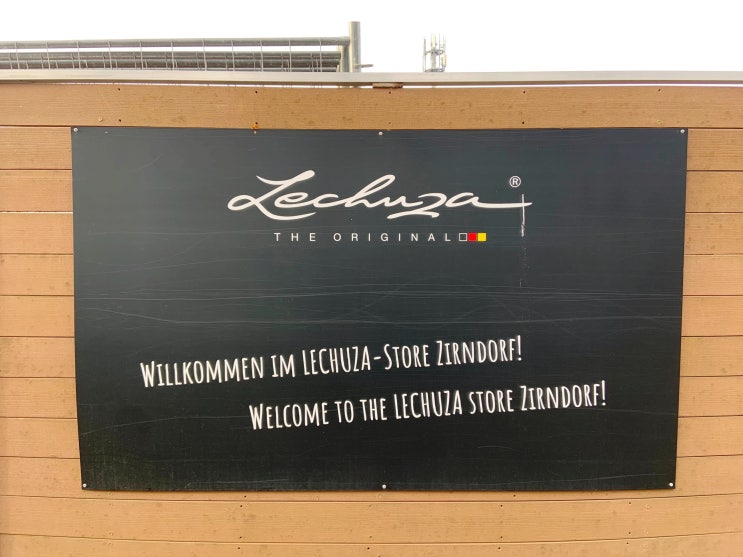 Lechuza®
THE ORIGINAL
WILLKOMMEN IM LECHUZA-STORE ZIRNDORF!
WELCOME TO THE LECHUZA STORE ZIRNDORF!